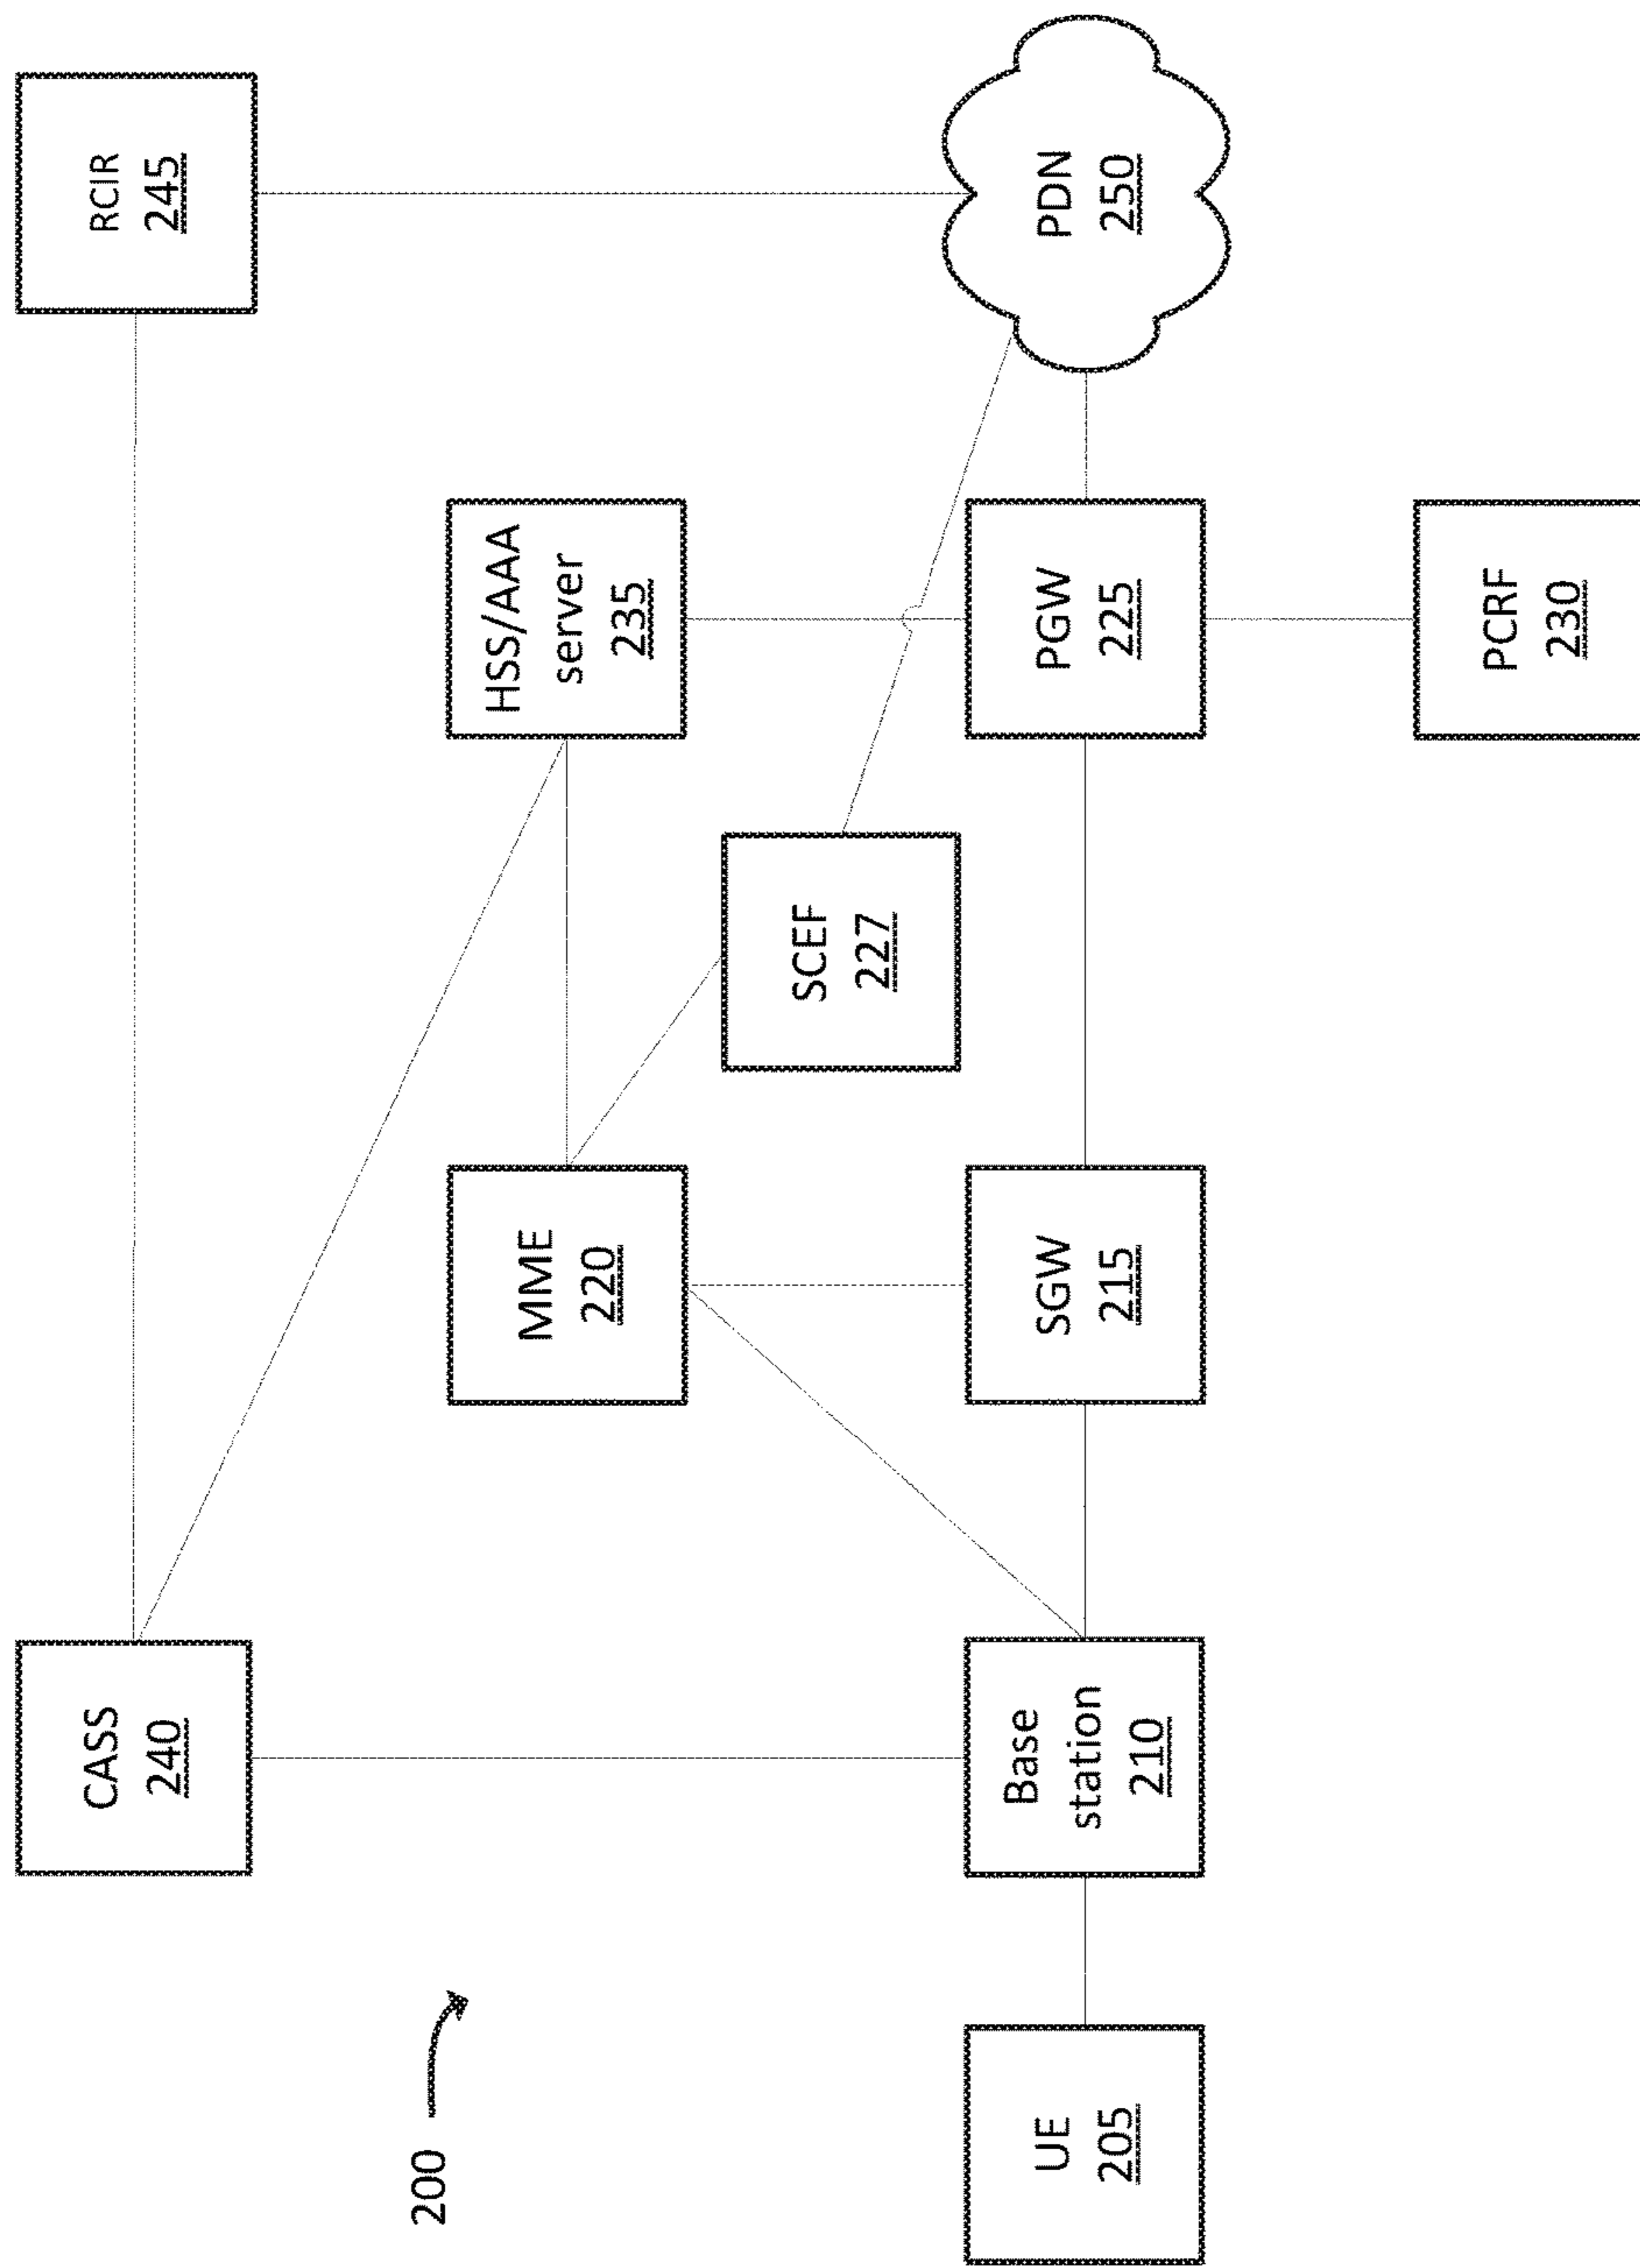 200
CASS
240
RCIR
245
MME
220
HSS/AAA
server
235
SCEF
227
UE
205
Base
station
210
SGW
215
PGW
225
PDN
250
PCRF
230